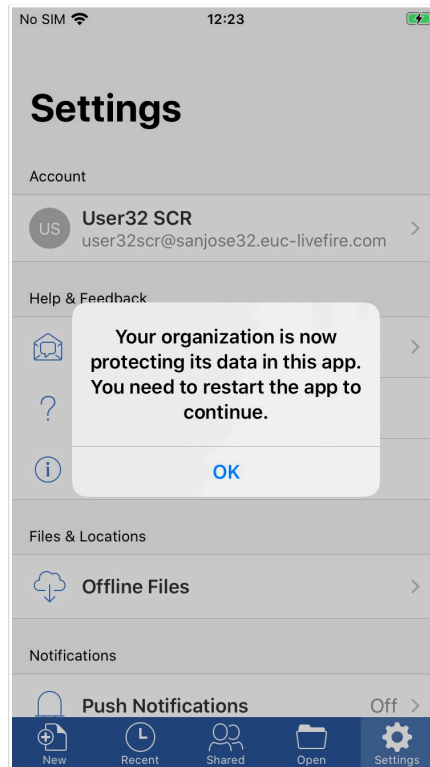 No SIM 12:23
Settings
Account
US
User32 SCR
user32scr@sanjose32.euc-livefire.com
Help & Feedback
Your organization is now
protecting its data in this app.
You need to restart the app to
continue.
?
OK
i
Files & Locations
Offline Files
Notifications
Push Notifications Off
New Recent Shared Open Settings